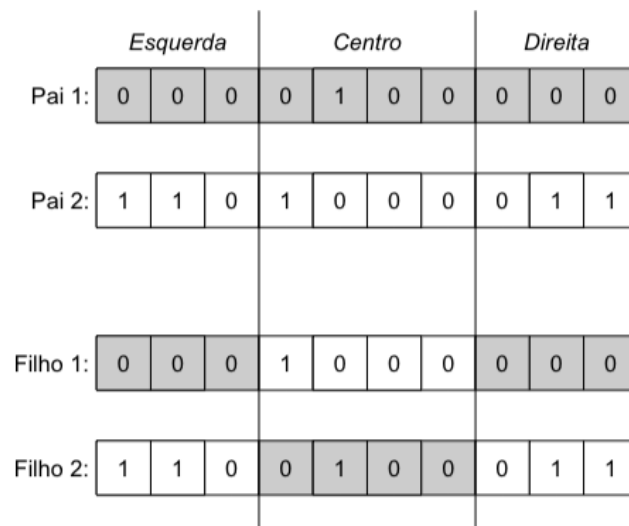 Esquerda Centro Direita
Pai 1: 0 0 0 0 1 0 0 0 0 0
Pai 2: 1 1 0 1 0 0 0 0 1 1
Filho 1: 0 0 0 1 0 0 0 0 0 0
Filho 2: 1 1 0 0 1 0 0 0 1 1